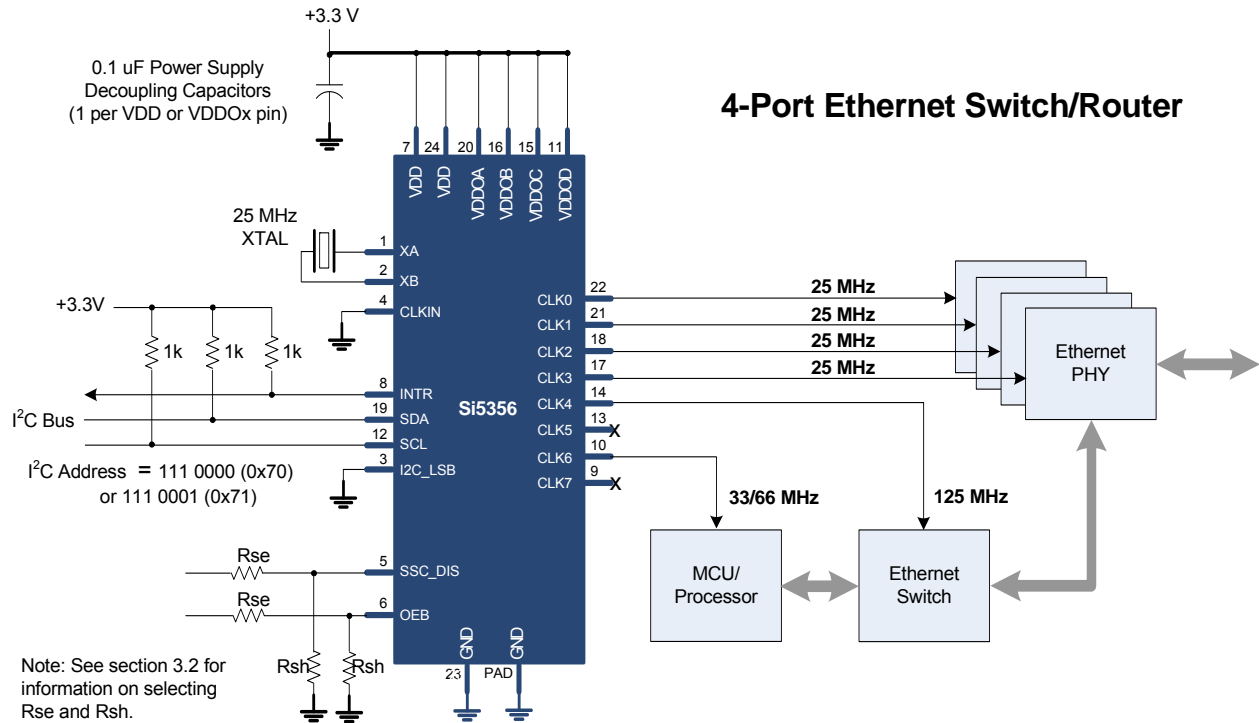 +3.3 V
0.1 uF Power Supply
Decoupling Capacitors
(1 per VDD or VDDOx pin)
4-Port Ethernet Switch/Router
7
24
20
16
15
11
VDD
VDD
VDDOA
VDDOB
VDDOC
VDDOD
25 MHz
XTAL
1
XA
2
XB
4
CLKIN
+3.3V
1k
1k
1k
8
INTR
19
SDA
12
SCL
3
I2C_LSB
I²C Bus
I²C Address = 111 0000 (0x70)
or 111 0001 (0x71)
Si5356
CLK0
22
25 MHz
CLK1
21
25 MHz
CLK2
18
25 MHz
CLK3
17
25 MHz
CLK4
14
CLK5
13
X
CLK6
10
CLK7
9
X
Ethernet
PHY
33/66 MHz
125 MHz
MCU/
Processor
Ethernet
Switch
Rse
5
SSC_DIS
Rse
6
OEB
Rsh
Rsh
GND
GND
23
PAD
Note: See section 3.2 for
information on selecting
Rse and Rsh.